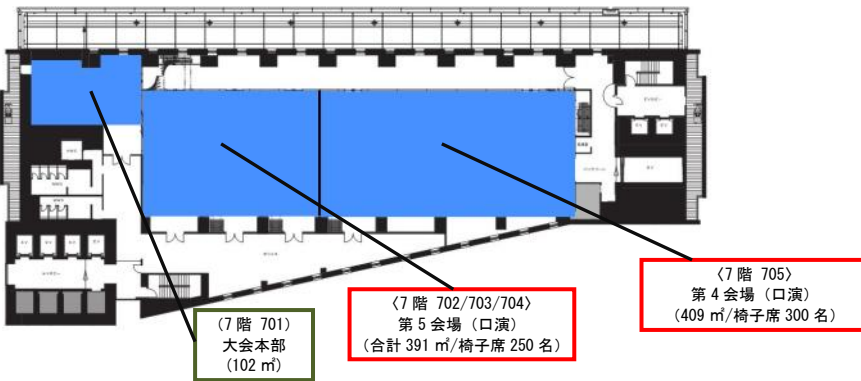 (7 階 701)
大会本部
(102 ㎡)
〈7 階 702/703/704〉
第 5 会場（口演）
(合計 391 ㎡/椅子席 250 名)
〈7 階 705〉
第 4 会場（口演）
(409 ㎡/椅子席 300 名)